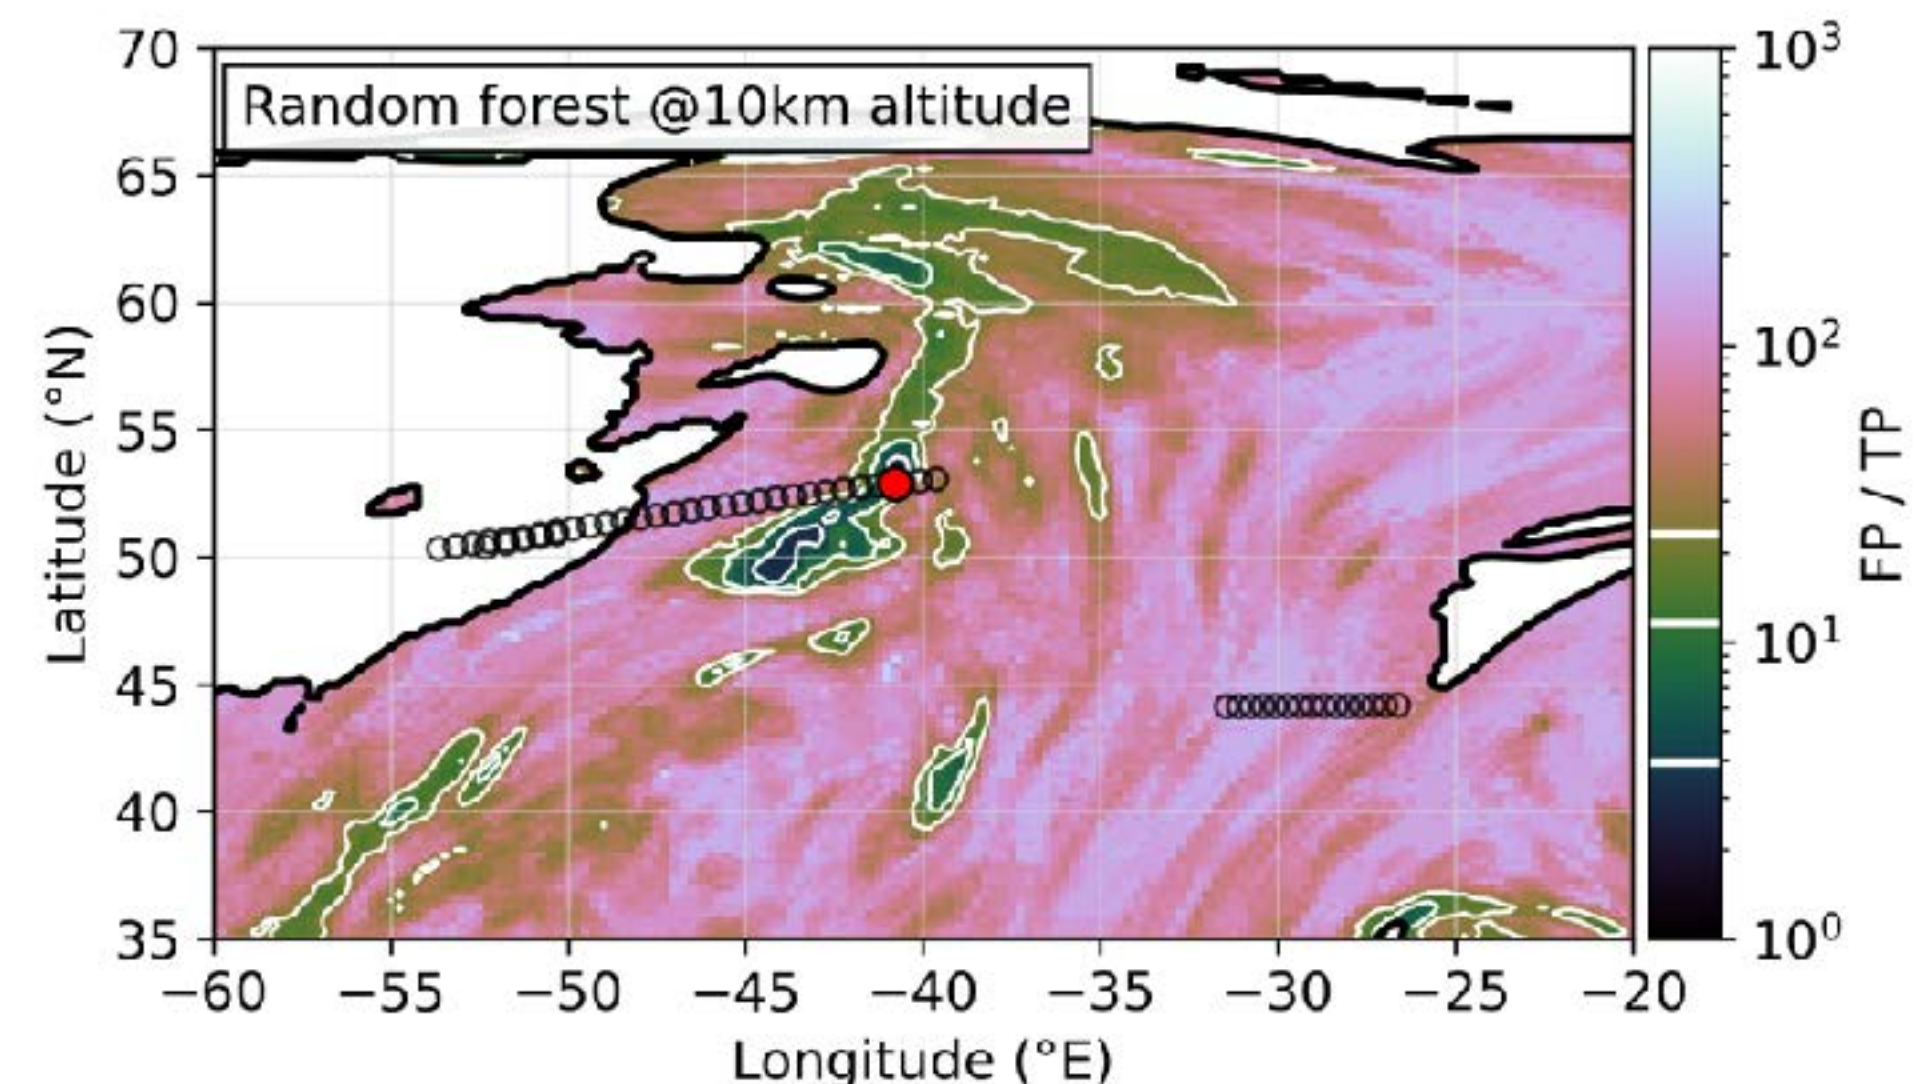 Random forest @10km altitude
70
65
60
55
50
45
40
35
Latitude (°N)
−60 −55 −50 −45 −40 −35 −30 −25 −20
Longitude (°E)
10³
10²
10¹
10⁰
FP / TP